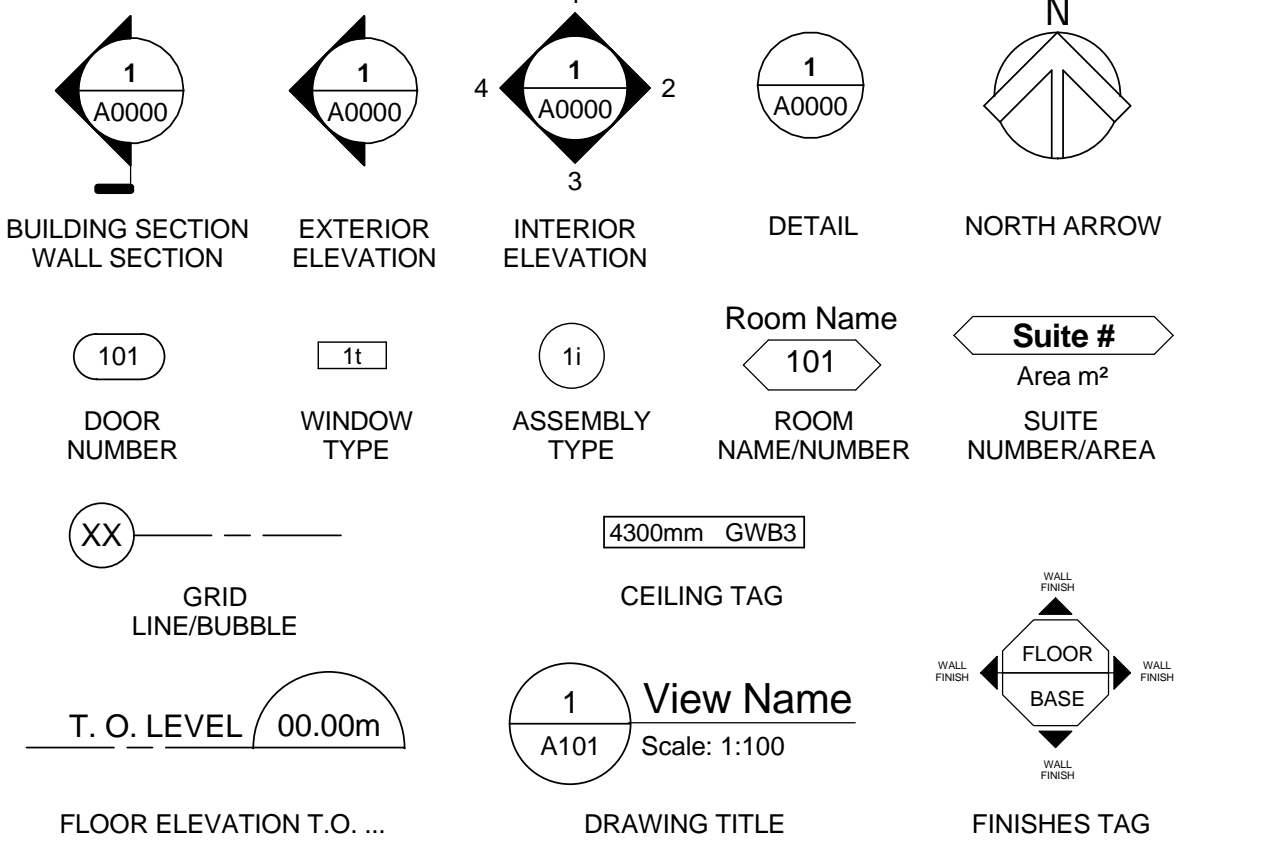 N
1
A0000
1
A0000
4
1
A0000
2
3
1
A0000
BUILDING SECTION
WALL SECTION
EXTERIOR
ELEVATION
INTERIOR
ELEVATION
DETAIL
NORTH ARROW
101
1t
1i
Room Name
101
Suite #
Area m²
DOOR
NUMBER
WINDOW
TYPE
ASSEMBLY
TYPE
ROOM
NAME/NUMBER
SUITE
NUMBER/AREA
XX
GRID
LINE/BUBBLE
4300mm GWB3
CEILING TAG
WALL
FINISH
WALL
FINISH
FLOOR
BASE
WALL
FINISH
WALL
FINISH
T. O. LEVEL 00.00m
1
A101
View Name
Scale: 1:100
FLOOR ELEVATION T.O. ...
DRAWING TITLE
FINISHES TAG